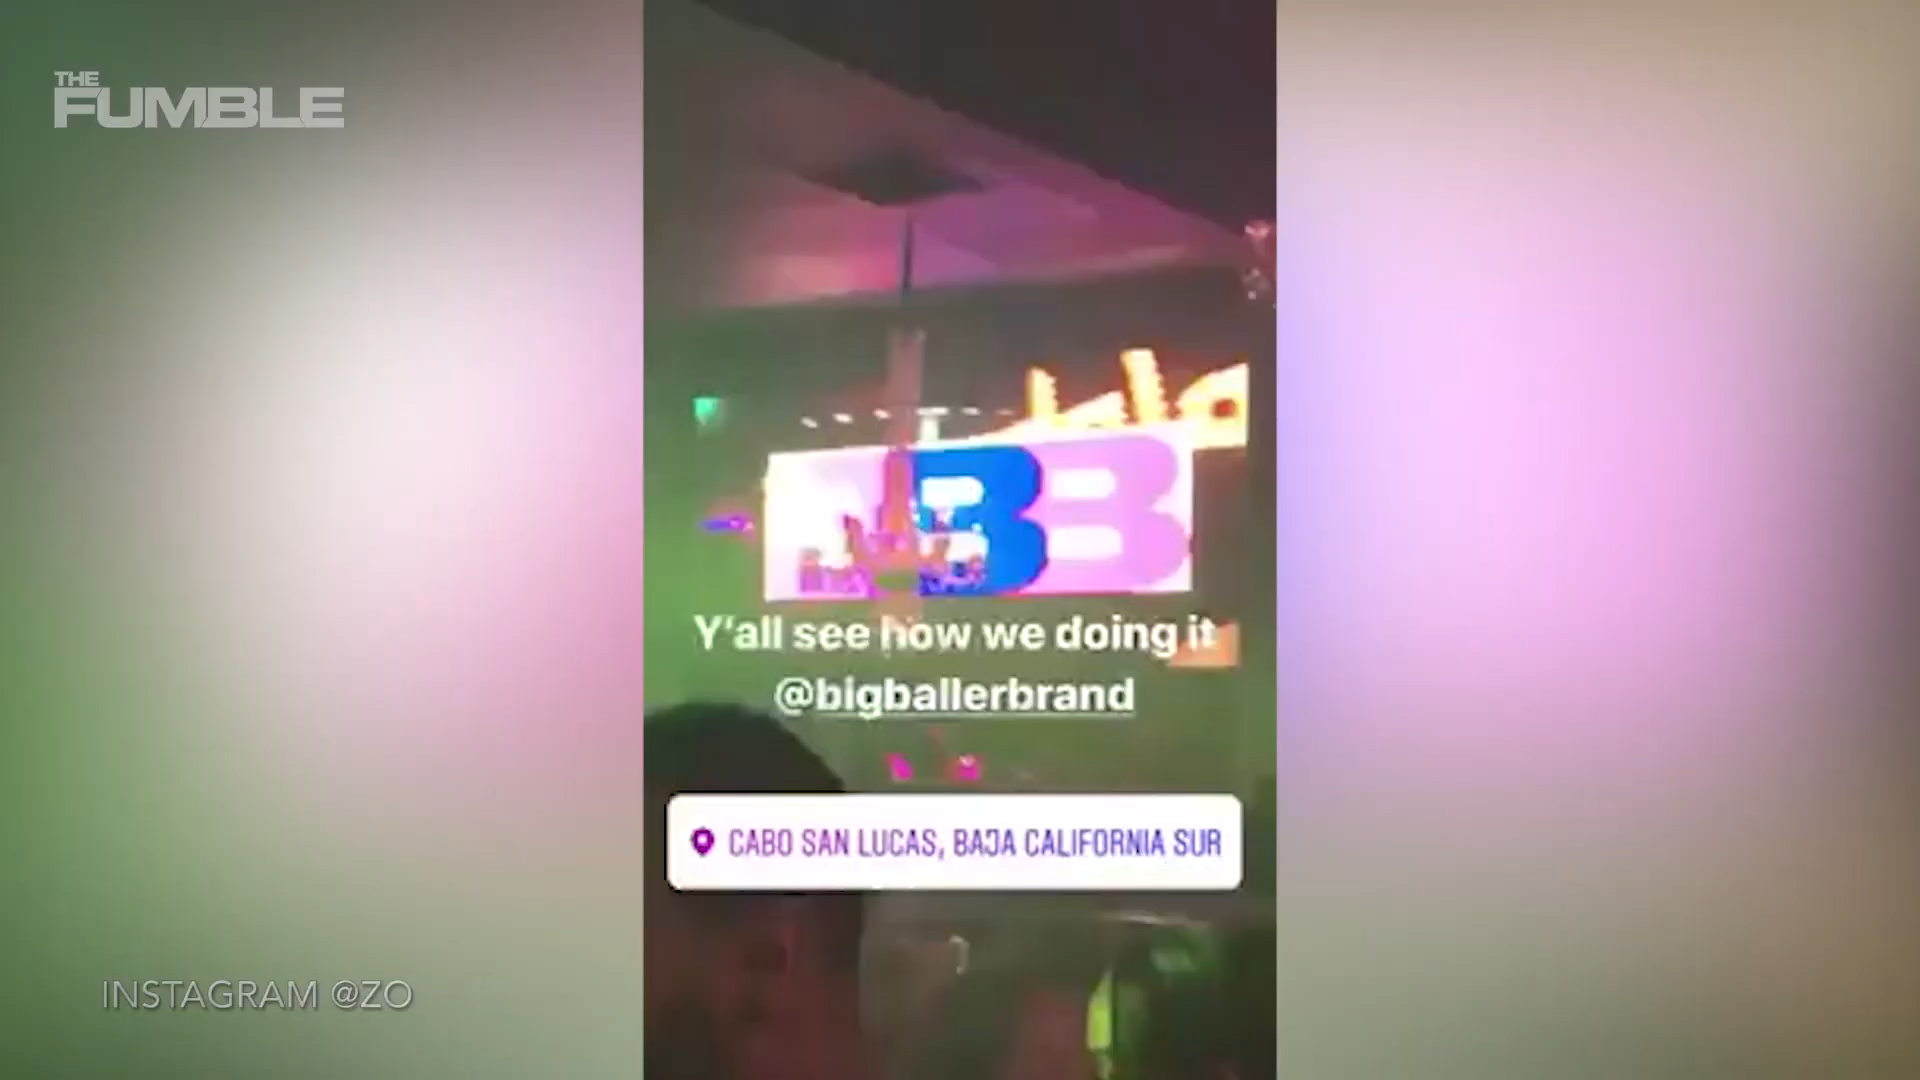 THE
FUMBLE
BB
Y'all see how we doing it
@bigballerbrand
CABO SAN LUCAS, BAJA CALIFORNIA SUR
INSTAGRAM @ZO